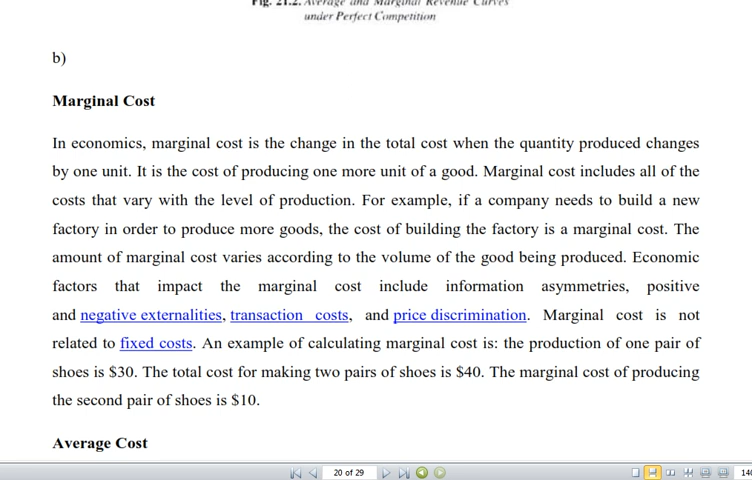 Fig. 21.2. Average and Marginal Revenue Curves
under Perfect Competition
b)
Marginal Cost
In economics, marginal cost is the change in the total cost when the quantity produced changes
by one unit. It is the cost of producing one more unit of a good. Marginal cost includes all of the
costs that vary with the level of production. For example, if a company needs to build a new
factory in order to produce more goods, the cost of building the factory is a marginal cost. The
amount of marginal cost varies according to the volume of the good being produced. Economic
factors that impact the marginal cost include information asymmetries, positive
and negative externalities, transaction costs, and price discrimination. Marginal cost is not
related to fixed costs. An example of calculating marginal cost is: the production of one pair of
shoes is $30. The total cost for making two pairs of shoes is $40. The marginal cost of producing
the second pair of shoes is $10.
Average Cost
20 of 29